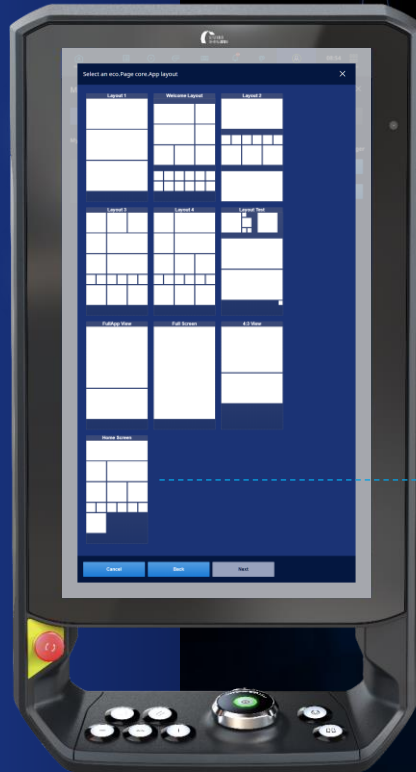 Select an eco.Page core.App layout
Layout 1
Welcome Layout
Layout 2
Layout 3
Layout 4
Layout Test
FullApp View
Full Screen
4:3 View
Home Screen
Cancel
Back
Next